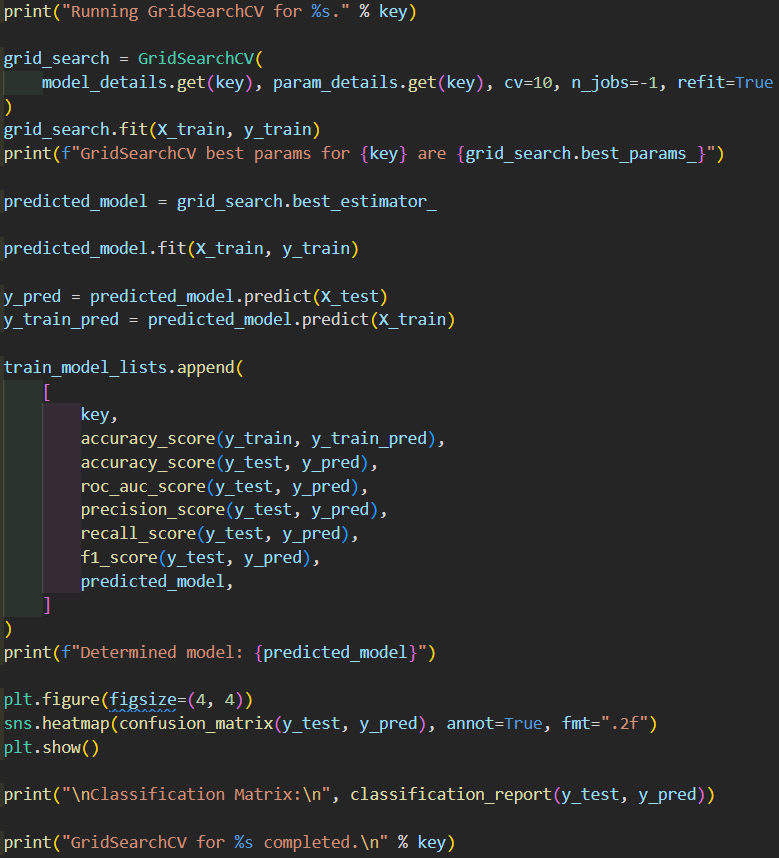 print("Running GridSearchCV for %s." % key)
grid_search = GridSearchCV(
    model_details.get(key), param_details.get(key), cv=10, n_jobs=-1, refit=True
)
grid_search.fit(X_train, y_train)
print(f"GridSearchCV best params for {key} are {grid_search.best_params_}")
predicted_model = grid_search.best_estimator_
predicted_model.fit(X_train, y_train)
y_pred = predicted_model.predict(X_test)
y_train_pred = predicted_model.predict(X_train)
train_model_lists.append(
    [
        key,
        accuracy_score(y_train, y_train_pred),
        accuracy_score(y_test, y_pred),
        roc_auc_score(y_test, y_pred),
        precision_score(y_test, y_pred),
        recall_score(y_test, y_pred),
        f1_score(y_test, y_pred),
        predicted_model,
    ]
)
print(f"Determined model: {predicted_model}")
plt.figure(figsize=(4, 4))
sns.heatmap(confusion_matrix(y_test, y_pred), annot=True, fmt=".2f")
plt.show()
print("\nClassification Matrix:\n", classification_report(y_test, y_pred))
print("GridSearchCV for %s completed.\n" % key)